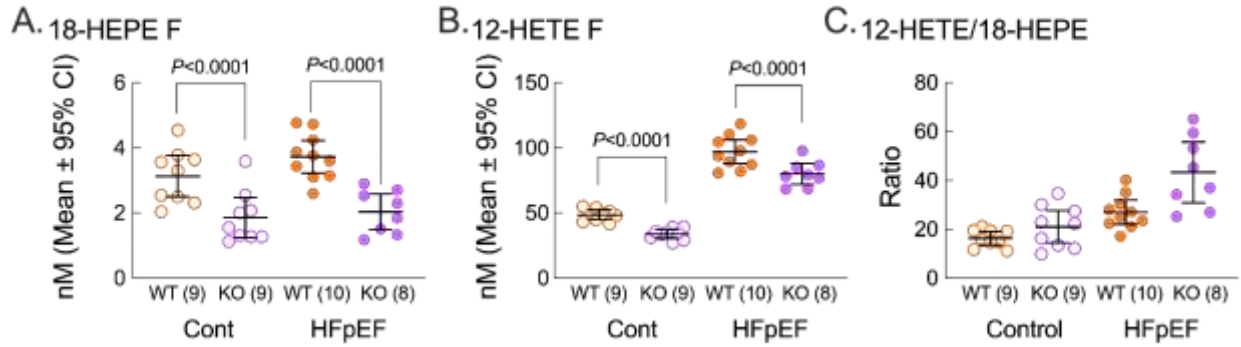 A. 18-HEPE F
nM (Mean ± 95% CI)
6
4
2
0
P<0.0001
P<0.0001
WT (9) KO (9) WT (10) KO (8)
Cont HFpEF
B. 12-HETE F
nM (Mean ± 95% CI)
150
100
50
0
P<0.0001
P<0.0001
WT (9) KO (9) WT (10) KO (8)
Cont HFpEF
C. 12-HETE/18-HEPE
Ratio
80
60
40
20
0
WT (9) KO (9) WT (10) KO (8)
Control HFpEF